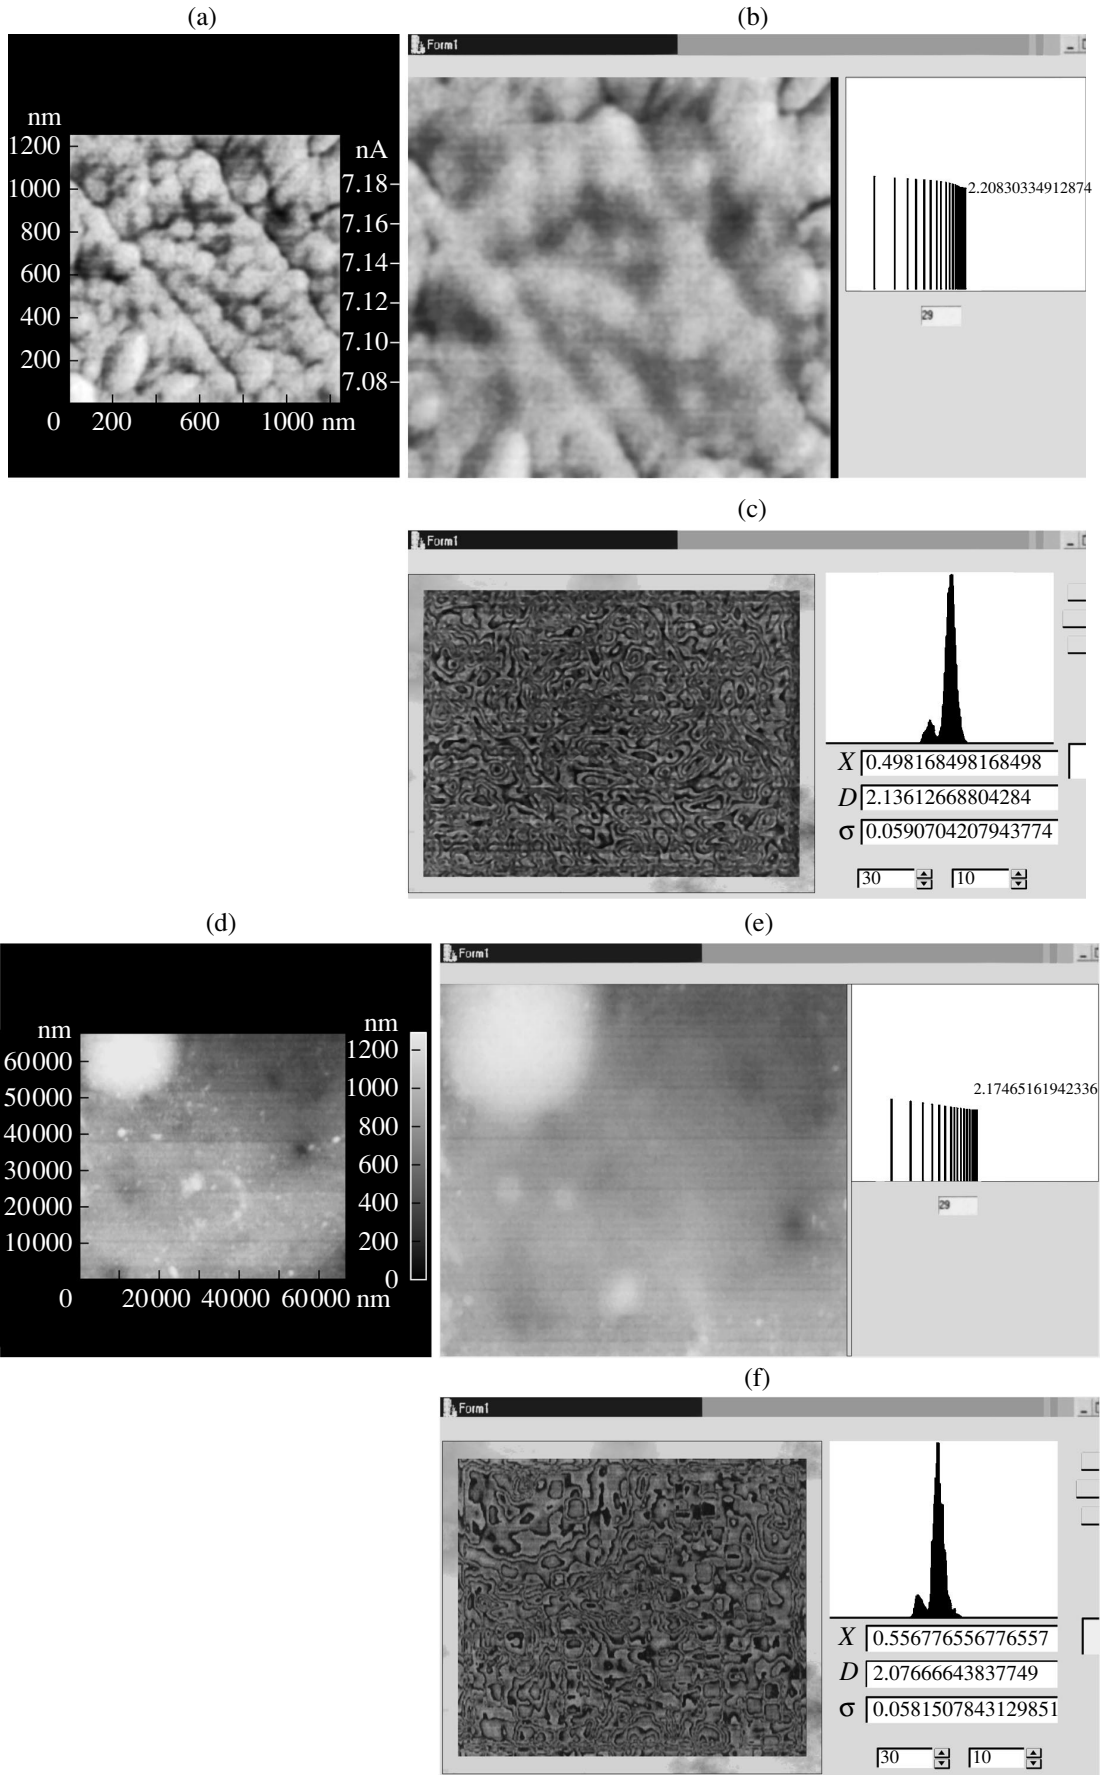 (a)
nm
1200
1000
800
600
400
200
0 200 600 1000 nm
nA
7.18
7.16
7.14
7.12
7.10
7.08
(b)
Form1
2.20830334912874
29
(c)
Form1
X 0.498168498168498
D 2.13612668804284
σ 0.0590704207943774
30 10
(d)
nm
60000
50000
40000
30000
20000
10000
0 20000 40000 60000 nm
nm
1200
1000
800
600
400
200
0
(e)
Form1
2.17465161942336
29
(f)
Form1
X 0.556776556776557
D 2.07666643837749
σ 0.0581507843129851
30 10